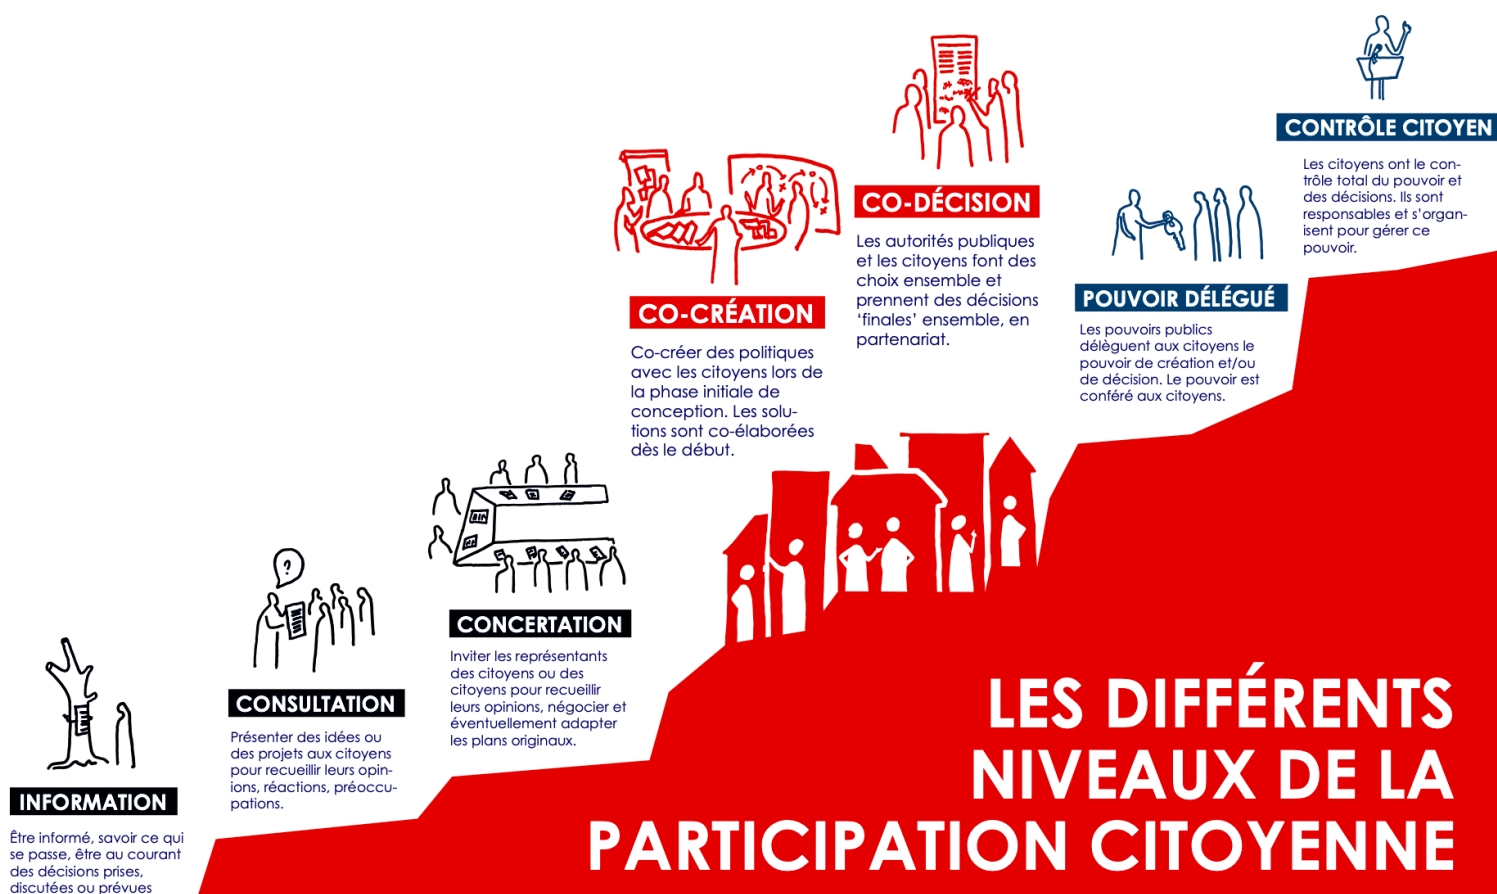 INFORMATION
Être informé, savoir ce qui
se passe, être au courant
des décisions prises,
discutées ou prévues
?
CONSULTATION
Présenter des idées ou
des projets aux citoyens
pour recueillir leurs opin-
ions, réactions, préoccu-
pations.
CONCERTATION
Inviter les représentants
des citoyens ou des
citoyens pour recueillir
leurs opinions, négocier et
éventuellement adapter
les plans originaux.
CO-CRÉATION
Co-créer des politiques
avec les citoyens lors de
la phase initiale de
conception. Les solu-
tions sont co-élaborées
dès le début.
CO-DÉCISION
Les autorités publiques
et les citoyens font des
choix ensemble et
prennent des décisions
‘finales’ ensemble, en
partenariat.
POUVOIR DÉLÉGUÉ
Les pouvoirs publics
délèguent aux citoyens le
pouvoir de création et/ou
de décision. Le pouvoir est
conféré aux citoyens.
CONTRÔLE CITOYEN
Les citoyens ont le con-
trôle total du pouvoir et
des décisions. Ils sont
responsables et s’organ-
isent pour gérer ce
pouvoir.
LES DIFFÉRENTS
NIVEAUX DE LA
PARTICIPATION CITOYENNE